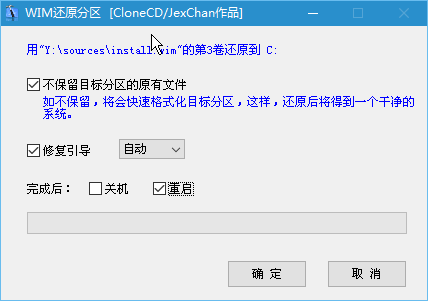 WIM还原分区 [CloneCD/JexChan作品]
用"Y:\sources\install.wim"的第3卷还原到 C:
不保留目标分区的原有文件
如不保留，将会快速格式化目标分区，这样，还原后将得到一个干净的
系统。
修复引导 自动
完成后： 关机 重启
确 定 取 消